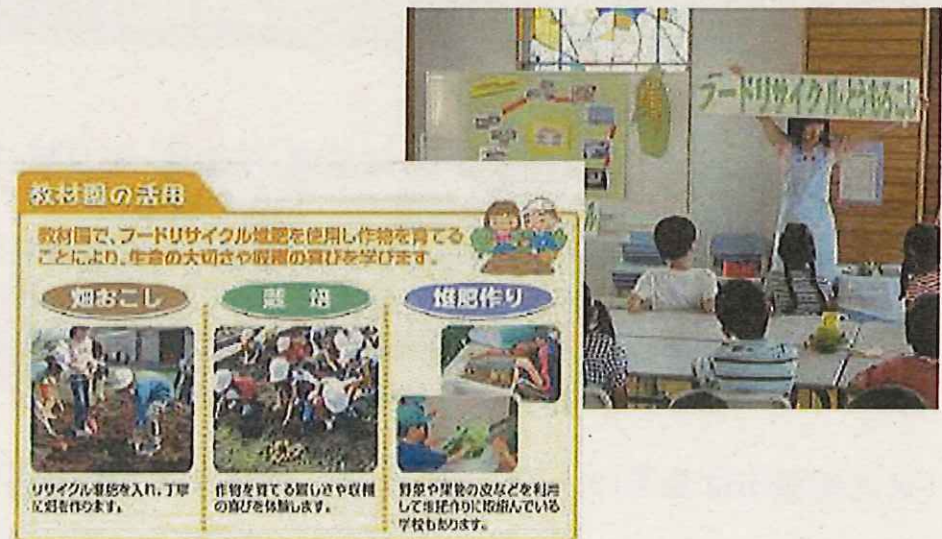 フードリサイクルとうもろこし
教材園の活用
教材園で、フードリサイクル堆肥を使用し作物を育てる
ことにより、生命の大切さや収穫の喜びを学びます。
畑おこし
栽培
堆肥作り
リサイクル堆肥を入れ、丁寧
に畑を作ります。
作物を育てる難しさや収穫
の喜びを体験します。
野菜や果物の皮などを利用
して堆肥作りに取組んでいる
学校もあります。